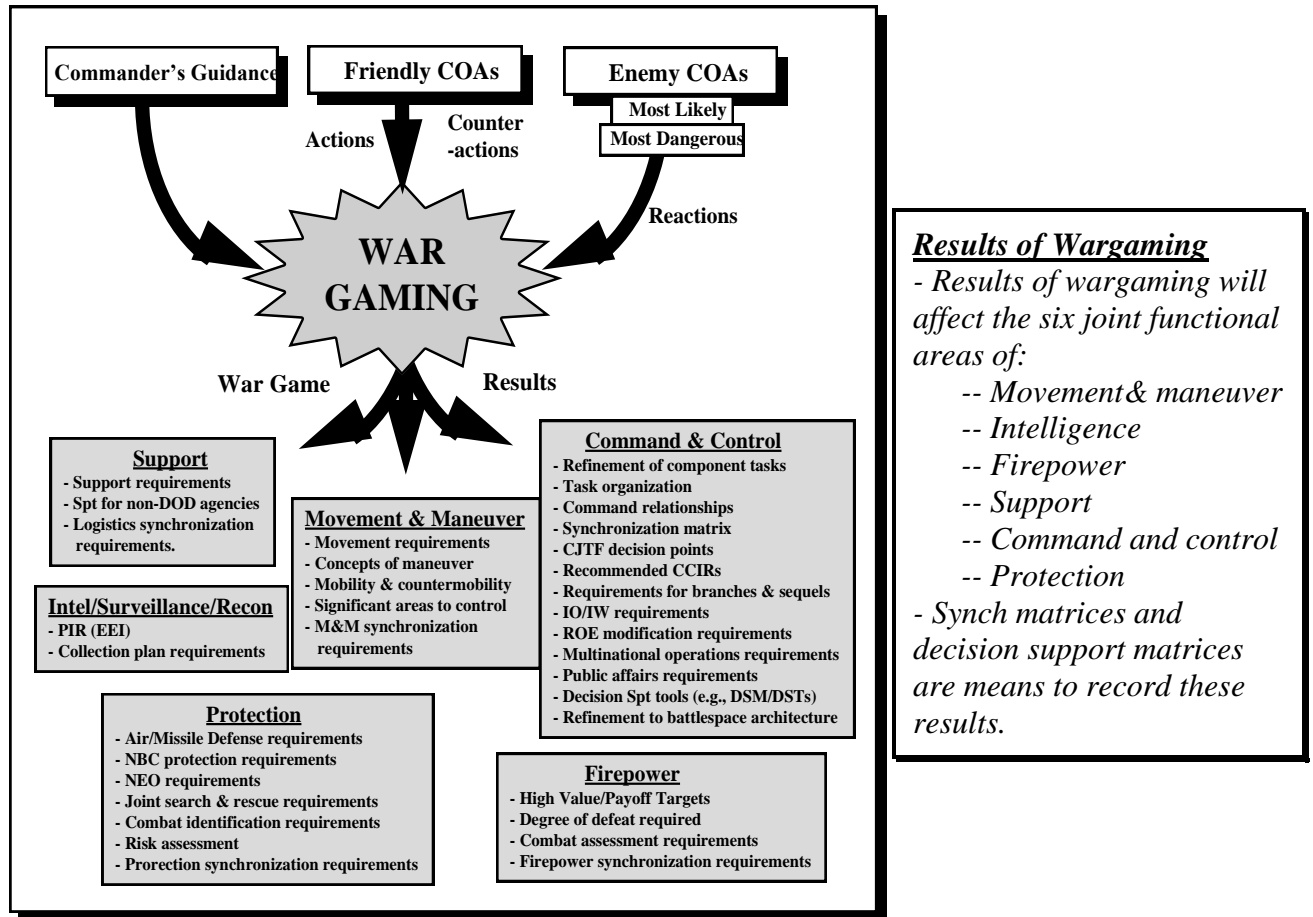 Commander's Guidance
Friendly COAs
Enemy COAs
Most Likely
Most Dangerous
Actions
Counter
-actions
Reactions
WAR
GAMING
War Game
Results
Support
- Support requirements
- Spt for non-DOD agencies
- Logistics synchronization
requirements.
Intel/Surveillance/Recon
- PIR (EEI)
- Collection plan requirements
Movement & Maneuver
- Movement requirements
- Concepts of maneuver
- Mobility & countermobility
- Significant areas to control
- M&M synchronization
requirements
Command & Control
- Refinement of component tasks
- Task organization
- Command relationships
- Synchronization matrix
- CJTF decision points
- Recommended CCIRs
- Requirements for branches & sequels
- IO/IW requirements
- ROE modification requirements
- Multinational operations requirements
- Public affairs requirements
- Decision Spt tools (e.g., DSM/DSTs)
- Refinement to battlespace architecture
Protection
- Air/Missile Defense requirements
- NBC protection requirements
- NEO requirements
- Joint search & rescue requirements
- Combat identification requirements
- Risk assessment
- Prorection synchronization requirements
Firepower
- High Value/Payoff Targets
- Degree of defeat required
- Combat assessment requirements
- Firepower synchronization requirements
Results of Wargaming
- Results of wargaming will
affect the six joint functional
areas of:
-- Movement& maneuver
-- Intelligence
-- Firepower
-- Support
-- Command and control
-- Protection
- Synch matrices and
decision support matrices
are means to record these
results.